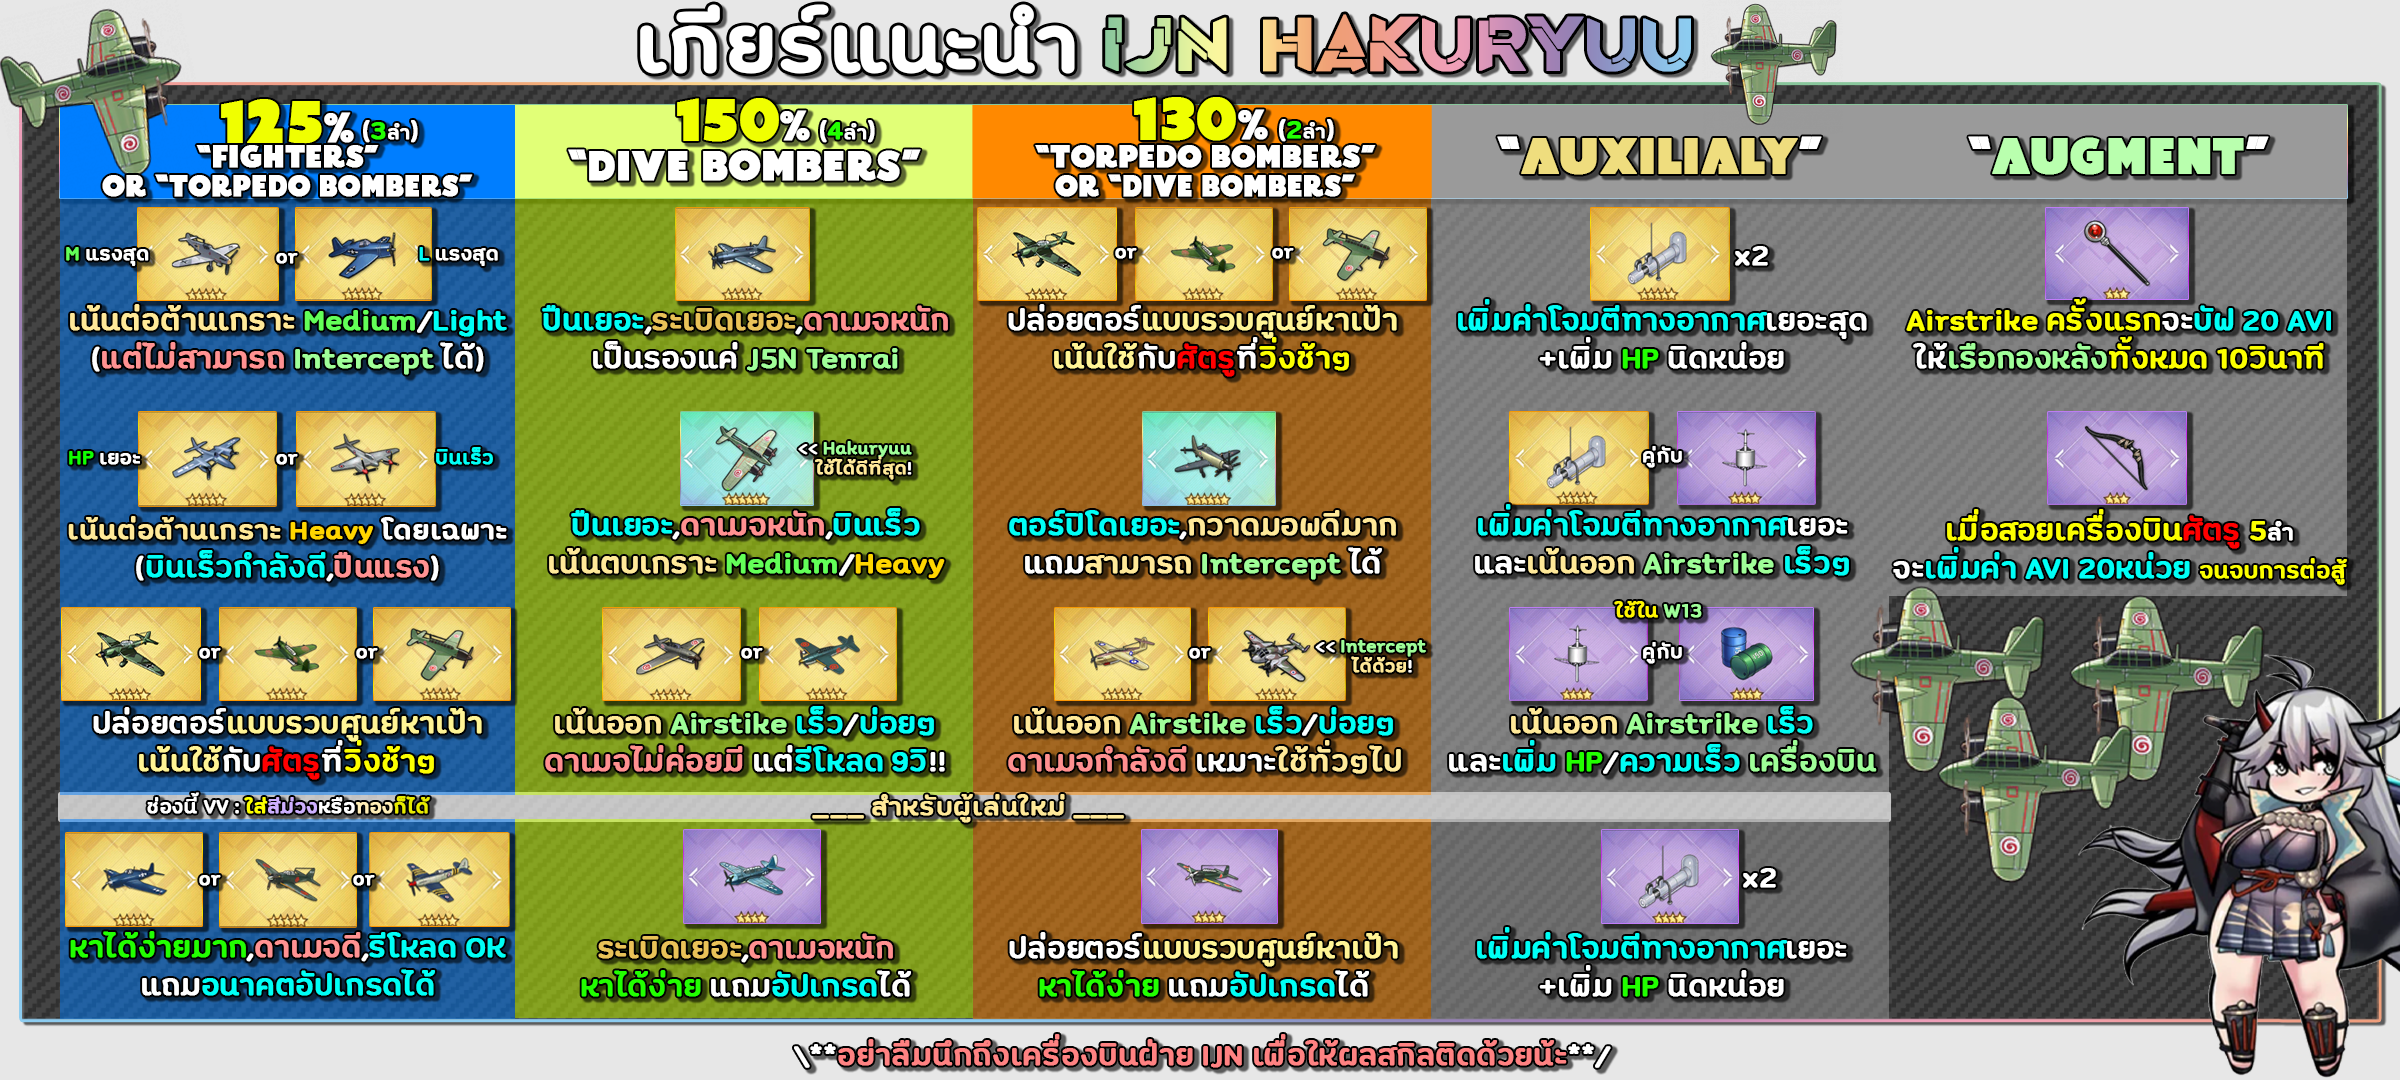 เกียร์แนะนำ IJN HAKURYUU
125% (3ลำ)
"FIGHTERS"
OR "TORPEDO BOMBERS"
150% (4ลำ)
"DIVE BOMBERS"
130% (2ลำ)
"TORPEDO BOMBERS"
OR "DIVE BOMBERS"
"AUXILIALY"
"AUGMENT"
M แรงสุด or L แรงสุด
เน้นต่อต้านเกราะ Medium/Light
(แต่ไม่สามารถ Intercept ได้)
ปืนเยอะ,ระเบิดเยอะ,ดาเมจหนัก
เป็นรองแค่ J5N Tenrai
or or
ปล่อยตอร์แบบรวบศูนย์หาเป้า
เน้นใช้กับศัตรูที่วิ่งช้าๆ
x2
เพิ่มค่าโจมตีทางอากาศเยอะสุด
+เพิ่ม HP นิดหน่อย
Airstrike ครั้งแรกจะบัฟ 20 AVI
ให้เรือกองหลังทั้งหมด 10วินาที
HP เยอะ or บินเร็ว
เน้นต่อต้านเกราะ Heavy โดยเฉพาะ
(บินเร็วกำลังดี,ปืนแรง)
<< Hakuryuu
ใช้ได้ดีที่สุด!
ปืนเยอะ,ดาเมจหนัก,บินเร็ว
เน้นตบเกราะ Medium/Heavy
ตอร์ปิโดเยอะ,กวาดมอพดีมาก
แถมสามารถ Intercept ได้
คู่กับ
เพิ่มค่าโจมตีทางอากาศเยอะ
และเน้นออก Airstrike เร็วๆ
เมื่อสอยเครื่องบินศัตรู 5ลำ
จะเพิ่มค่า AVI 20หน่วย จนจบการต่อสู้
or or
ปล่อยตอร์แบบรวบศูนย์หาเป้า
เน้นใช้กับศัตรูที่วิ่งช้าๆ
or
เน้นออก Airstike เร็ว/บ่อยๆ
ดาเมจไม่ค่อยมี แต่รีโหลด 9วิ!!
or << Intercept
ได้ด้วย!
เน้นออก Airstike เร็ว/บ่อยๆ
ดาเมจกำลังดี เหมาะใช้ทั่วๆไป
ใช้ใน W13
คู่กับ
เน้นออก Airstrike เร็ว
และเพิ่ม HP/ความเร็ว เครื่องบิน
ช่องนี้ VV : ใส่สีม่วงหรือทองก็ได้
___ สำหรับผู้เล่นใหม่ ___
or or
หาได้ง่ายมาก,ดาเมจดี,รีโหลด OK
แถมอนาคตอัปเกรดได้
ระเบิดเยอะ,ดาเมจหนัก
หาได้ง่าย แถมอัปเกรดได้
ปล่อยตอร์แบบรวบศูนย์หาเป้า
หาได้ง่าย แถมอัปเกรดได้
x2
เพิ่มค่าโจมตีทางอากาศเยอะ
+เพิ่ม HP นิดหน่อย
\**อย่าลืมนึกถึงเครื่องบินฝ่าย IJN เพื่อให้ผลสกิลติดด้วยน้ะ**/